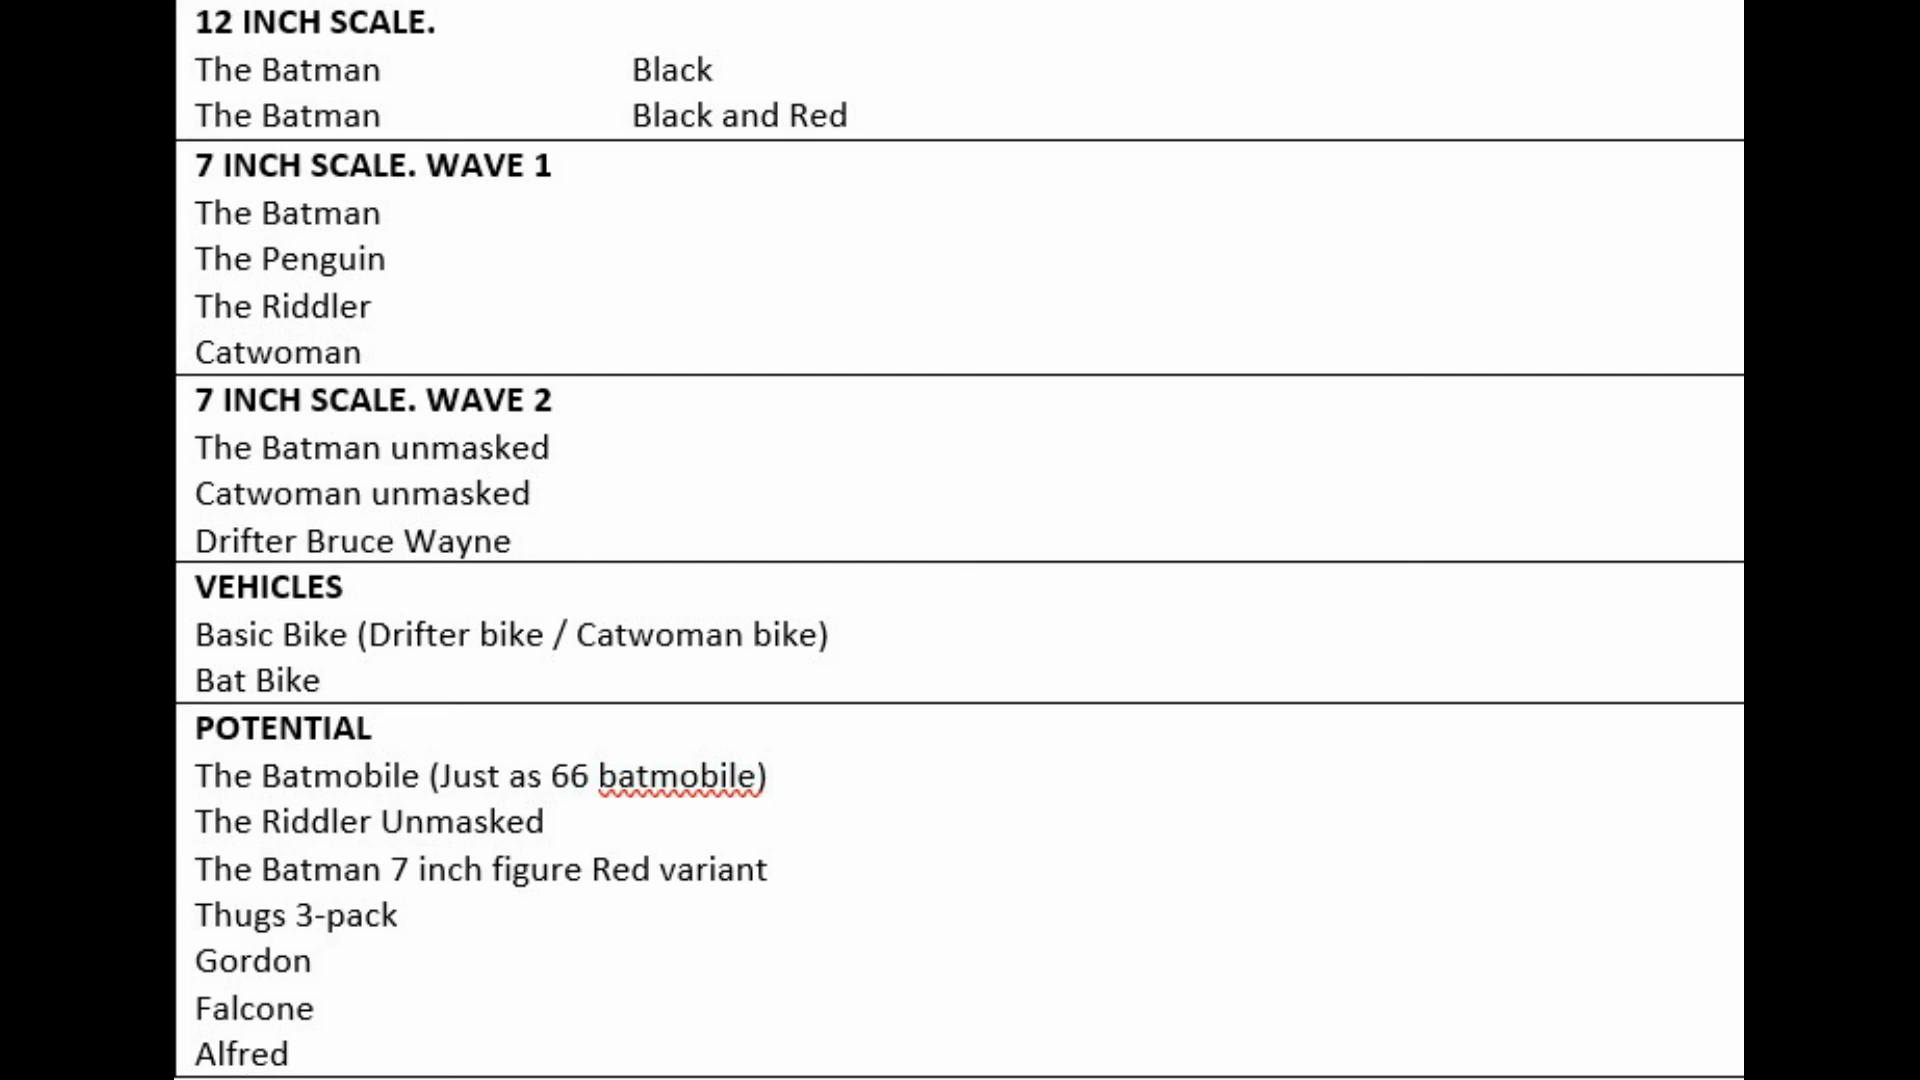 12 INCH SCALE.
The Batman Black
The Batman Black and Red
7 INCH SCALE. WAVE 1
The Batman
The Penguin
The Riddler
Catwoman
7 INCH SCALE. WAVE 2
The Batman unmasked
Catwoman unmasked
Drifter Bruce Wayne
VEHICLES
Basic Bike (Drifter bike / Catwoman bike)
Bat Bike
POTENTIAL
The Batmobile (Just as 66 batmobile)
The Riddler Unmasked
The Batman 7 inch figure Red variant
Thugs 3-pack
Gordon
Falcone
Alfred